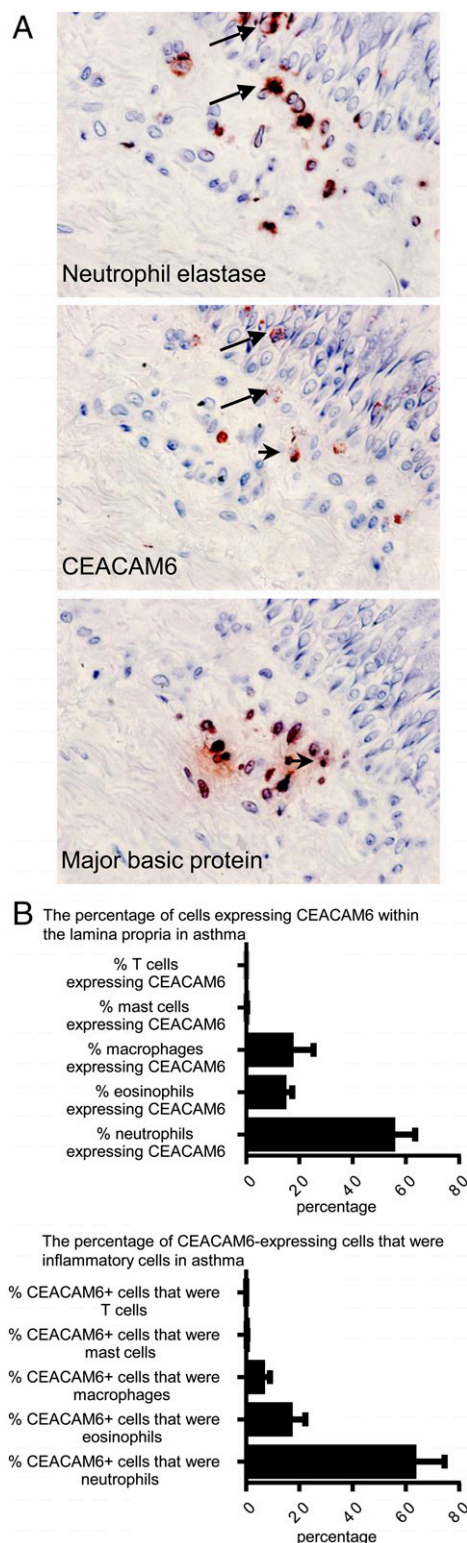 A
Neutrophil elastase
CEACAM6
Major basic protein
B
The percentage of cells expressing CEACAM6 within
the lamina propria in asthma
% T cells
expressing CEACAM6
% mast cells
expressing CEACAM6
% macrophages
expressing CEACAM6
% eosinophils
expressing CEACAM6
% neutrophils
expressing CEACAM6
0 20 40 60 80
percentage
The percentage of CEACAM6-expressing cells that were
inflammatory cells in asthma
% CEACAM6+ cells that were
T cells
% CEACAM6+ cells that were
mast cells
% CEACAM6+ cells that were
macrophages
% CEACAM6+ cells that were
eosinophils
% CEACAM6+ cells that were
neutrophils
0 20 40 60 80
percentage